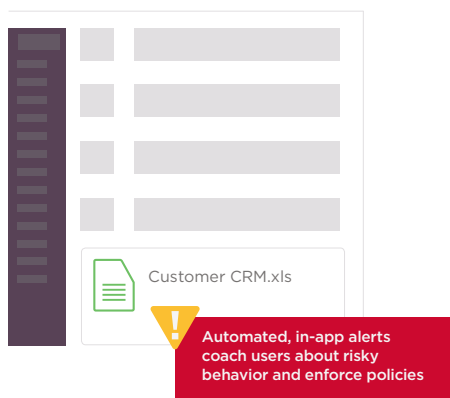 Customer CRM.xls
!
Automated, in-app alerts
coach users about risky
behavior and enforce policies